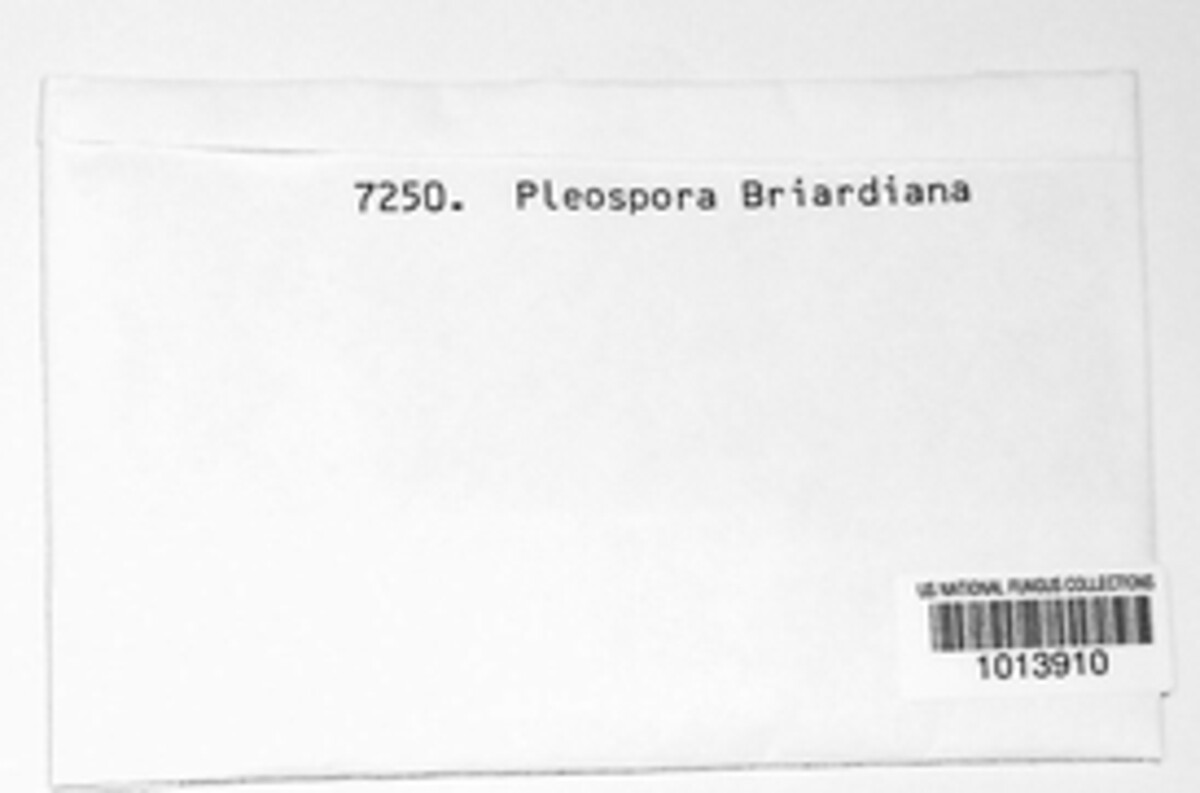 7250. Pleospora Briardiana
US NATIONAL FUNGUS COLLECTIONS
1013910